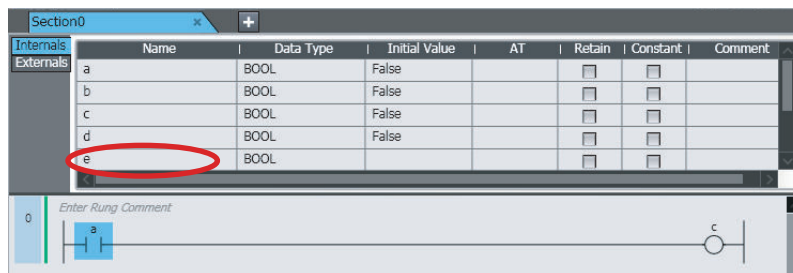 Section0 × +
Internals Name Data Type Initial Value AT Retain Constant Comment
Externals
a BOOL False
b BOOL False
c BOOL False
d BOOL False
e BOOL
0 Enter Rung Comment
a c